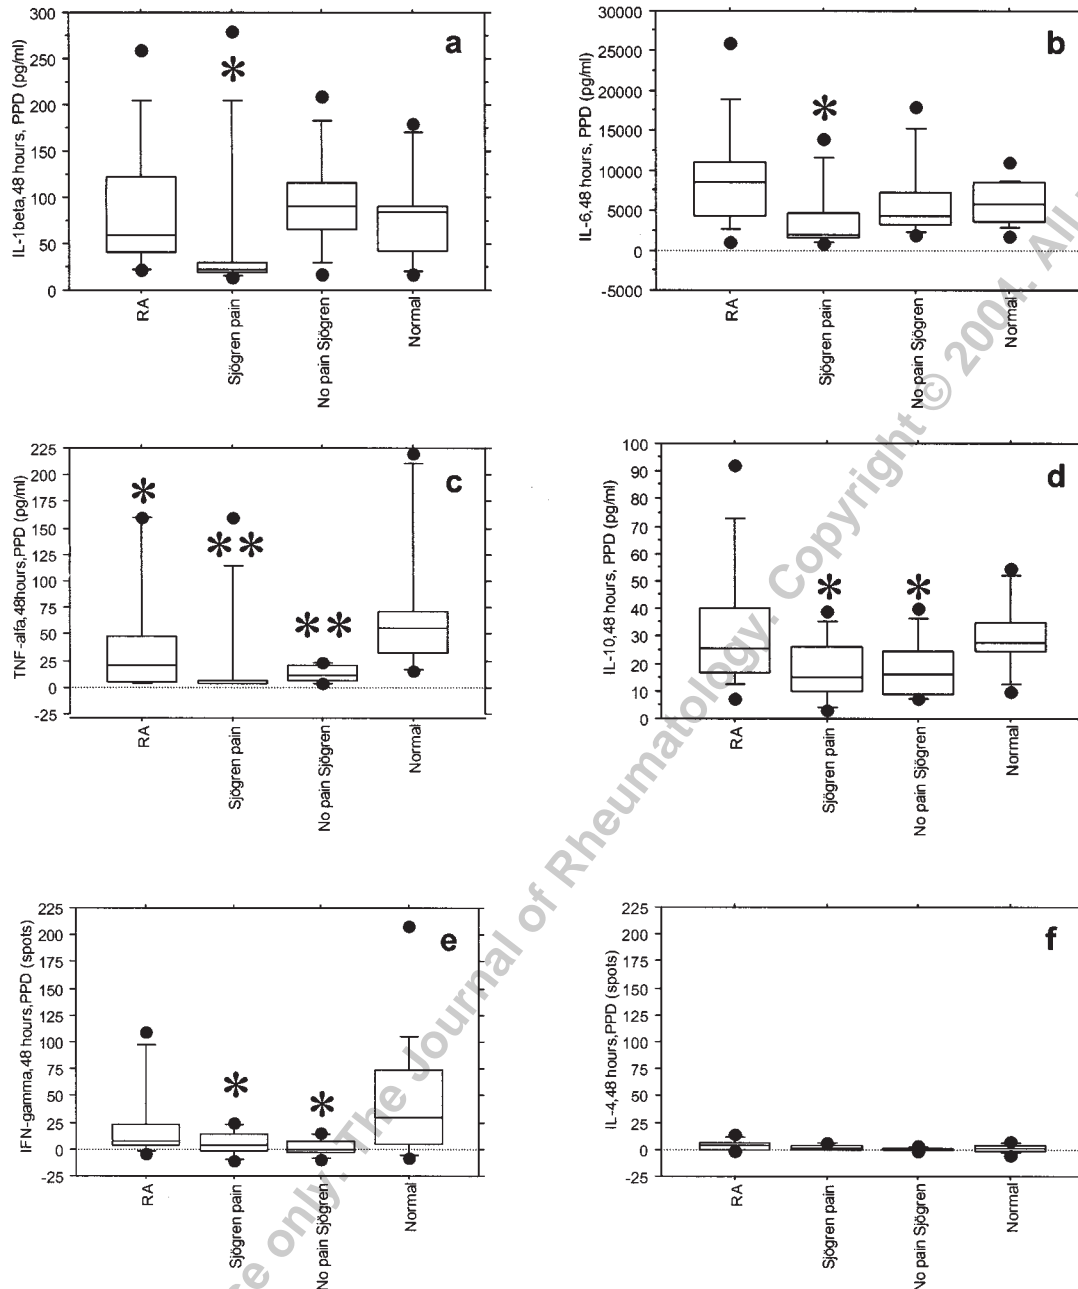 a
IL-1beta,48 hours, PPD (pg/ml)
300
250
200
150
100
50
0
*
RA
Sjögren pain
No pain Sjögren
Normal
b
IL-6,48 hours, PPD (pg/ml)
30000
25000
20000
15000
10000
5000
0
-5000
*
RA
Sjögren pain
No pain Sjögren
Normal
c
TNF-alfa,48hours,PPD (pg/ml)
225
200
175
150
125
100
75
50
25
0
-25
*
**
**
RA
Sjögren pain
No pain Sjögren
Normal
d
IL-10,48 hours, PPD (pg/ml)
100
90
80
70
60
50
40
30
20
10
0
*
*
RA
Sjögren pain
No pain Sjögren
Normal
e
IFN-gamma,48 hours,PPD (spots)
225
200
175
150
125
100
75
50
25
0
-25
*
*
RA
Sjögren pain
No pain Sjögren
Normal
f
IL-4,48 hours,PPD (spots)
225
200
175
150
125
100
75
50
25
0
-25
RA
Sjögren pain
No pain Sjögren
Normal
se only. The Journal of Rheumatology. Copyright © 2004. All